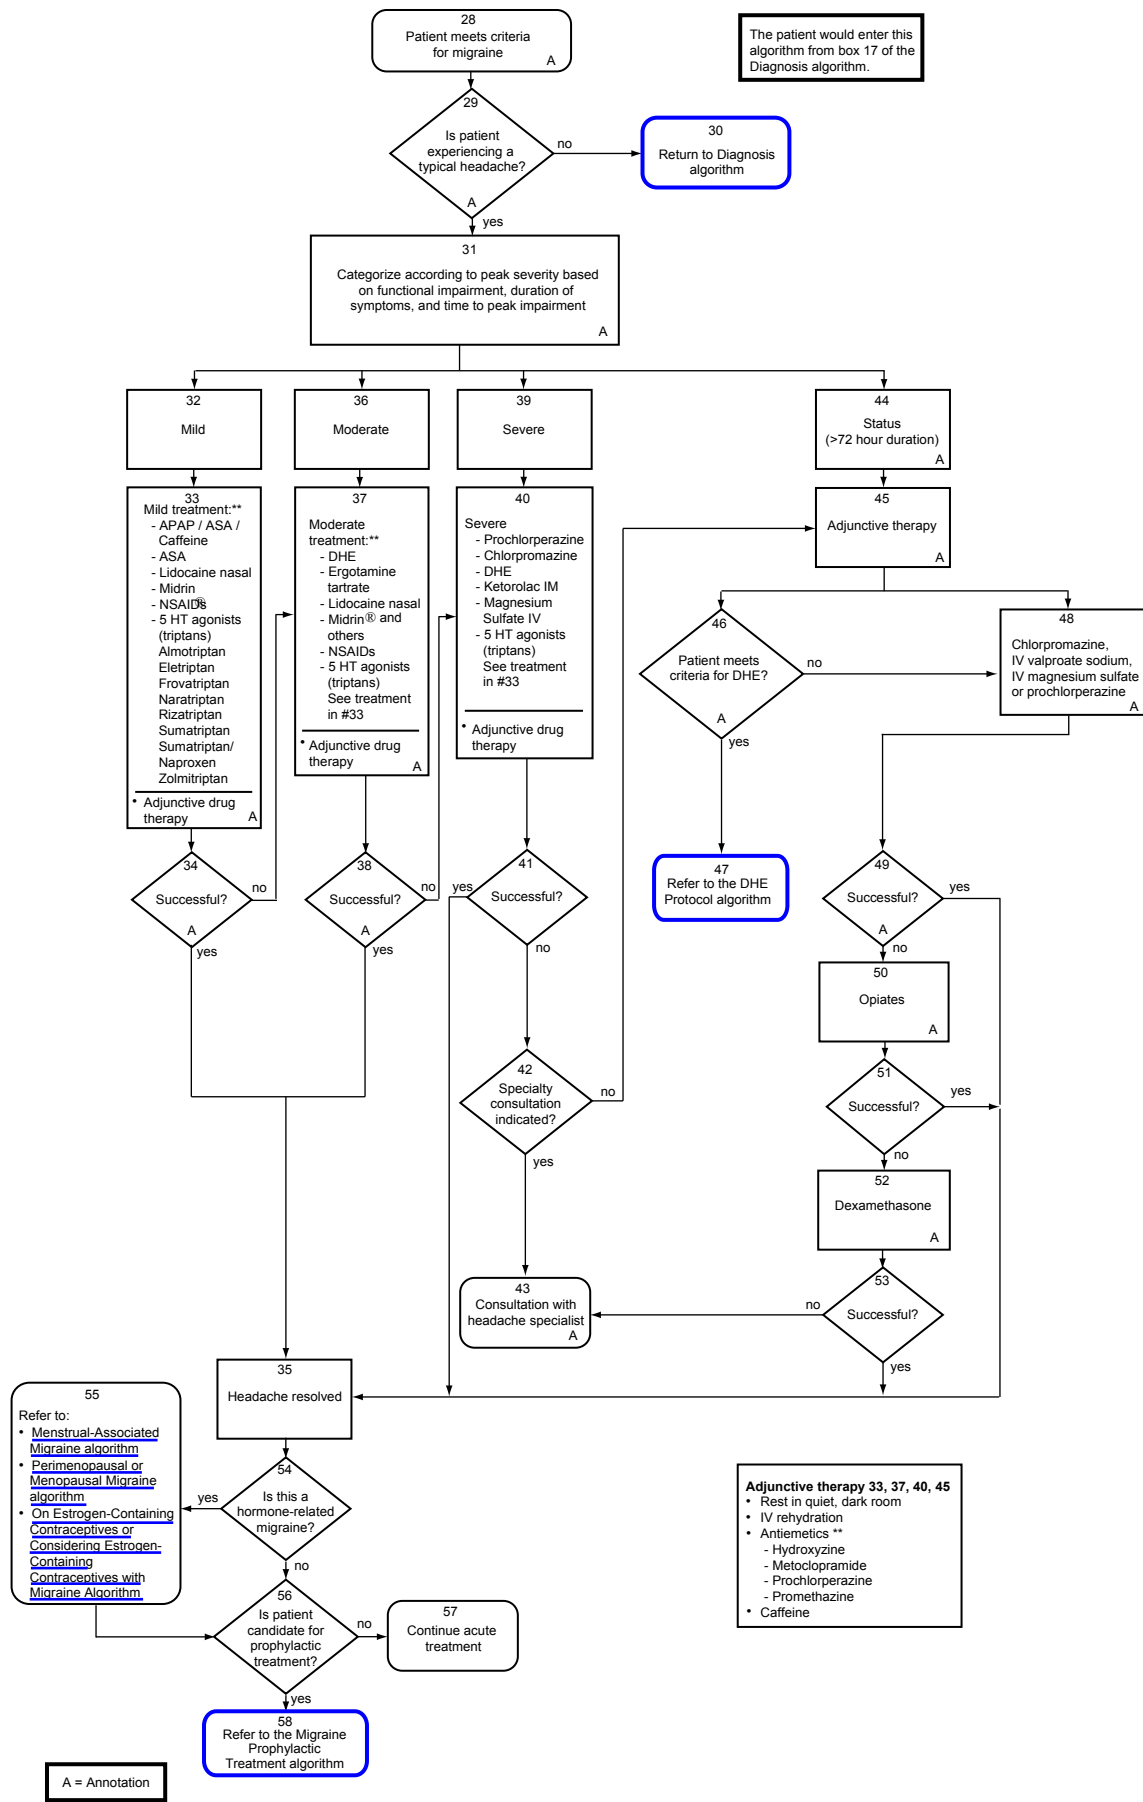 28
Patient meets criteria
for migraine
A
The patient would enter this
algorithm from box 17 of the
Diagnosis algorithm.
29
Is patient
experiencing a
typical headache?
A
no
yes
30
Return to Diagnosis
algorithm
31
Categorize according to peak severity based
on functional impairment, duration of
symptoms, and time to peak impairment
A
32
Mild
36
Moderate
39
Severe
44
Status
(>72 hour duration)
A
33
Mild treatment:**
- APAP / ASA /
Caffeine
- ASA
- Lidocaine nasal
- Midrin
- NSAIDs®
- 5 HT agonists
(triptans)
Almotriptan
Eletriptan
Frovatriptan
Naratriptan
Rizatriptan
Sumatriptan
Sumatriptan/
Naproxen
Zolmitriptan
• Adjunctive drug
therapy
A
37
Moderate
treatment:**
- DHE
- Ergotamine
tartrate
- Lidocaine nasal
- Midrin® and
others
- NSAIDs
- 5 HT agonists
(triptans)
See treatment
in #33
• Adjunctive drug
therapy
A
40
Severe
- Prochlorperazine
- Chlorpromazine
- DHE
- Ketorolac IM
- Magnesium
Sulfate IV
- 5 HT agonists
(triptans)
See treatment
in #33
• Adjunctive drug
therapy
45
Adjunctive therapy
A
46
Patient meets
criteria for DHE?
A
no
yes
48
Chlorpromazine,
IV valproate sodium,
IV magnesium sulfate
or prochlorperazine
A
34
Successful?
A
no
yes
38
Successful?
A
no
yes
41
Successful?
yes
no
47
Refer to the DHE
Protocol algorithm
49
Successful?
A
yes
no
50
Opiates
A
42
Specialty
consultation
indicated?
no
yes
51
Successful?
yes
no
52
Dexamethasone
A
43
Consultation with
headache specialist
A
53
Successful?
no
yes
35
Headache resolved
55
Refer to:
• Menstrual-Associated
Migraine algorithm
• Perimenopausal or
Menopausal Migraine
algorithm
• On Estrogen-Containing
Contraceptives or
Considering Estrogen-
Containing
Contraceptives with
Migraine Algorithm
54
Is this a
hormone-related
migraine?
yes
no
56
Is patient
candidate for
prophylactic
treatment?
no
yes
57
Continue acute
treatment
58
Refer to the Migraine
Prophylactic
Treatment algorithm
Adjunctive therapy 33, 37, 40, 45
• Rest in quiet, dark room
• IV rehydration
• Antiemetics **
- Hydroxyzine
- Metoclopramide
- Prochlorperazine
- Promethazine
• Caffeine
A = Annotation